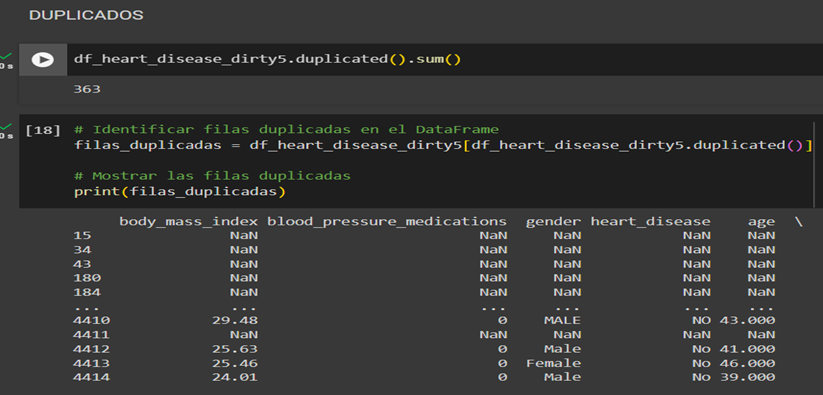 DUPLICADOS
df_heart_disease_dirty5.duplicated().sum()
0s
363
[18] # Identificar filas duplicadas en el DataFrame
0s
filas_duplicadas = df_heart_disease_dirty5[df_heart_disease_dirty5.duplicated()]
# Mostrar las filas duplicadas
print(filas_duplicadas)
body_mass_index blood_pressure_medications gender heart_disease age \
15 NaN NaN NaN NaN NaN
34 NaN NaN NaN NaN NaN
43 NaN NaN NaN NaN NaN
180 NaN NaN NaN NaN NaN
184 NaN NaN NaN NaN NaN
... ... ... ... ... ...
4410 29.48 0 MALE NO 43.000
4411 NaN NaN NaN NaN NaN
4412 25.63 0 Male No 41.000
4413 25.46 0 Female No 46.000
4414 24.01 0 Male No 39.000